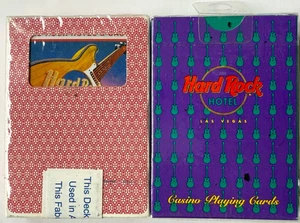 Hard
This Deck
Used in A
This Fab
Hard Rock
HOTEL
LAS VEGAS
Casino Playing Cards